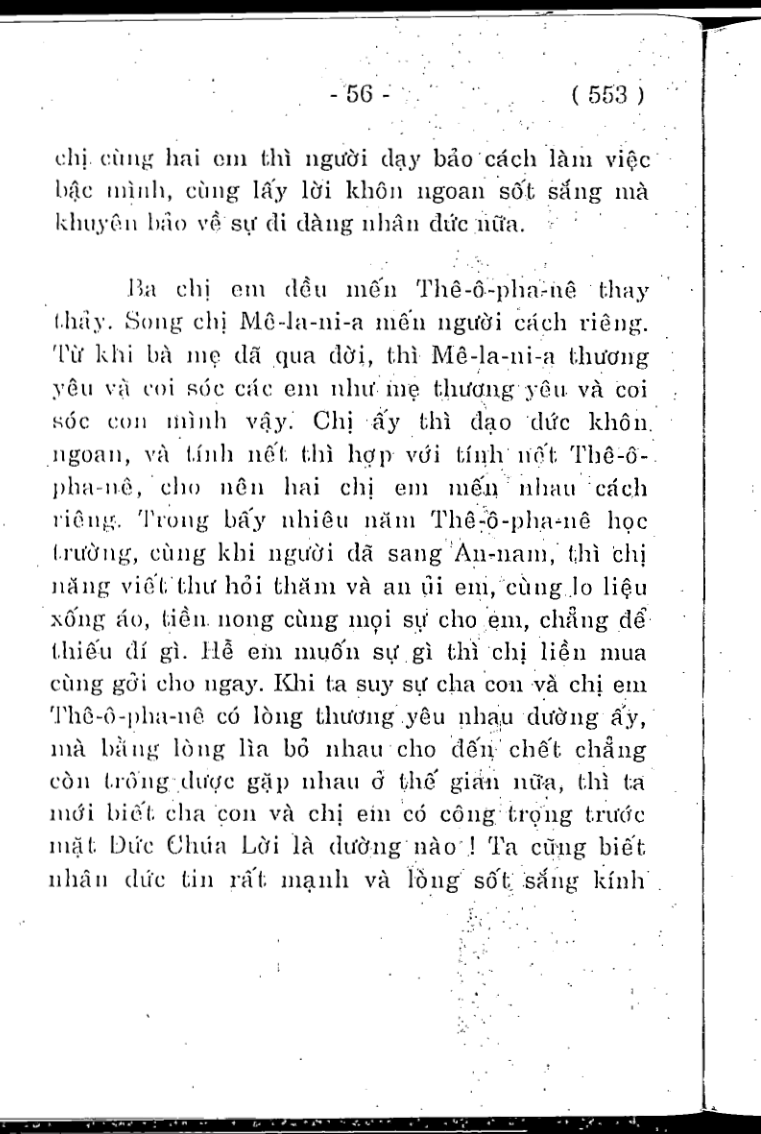 - 56 - ( 553 )
chị cùng hai em thì người dạy bảo cách làm việc
bậc mình, cùng lấy lời khôn ngoan sốt sắng mà
khuyên bảo về sự đi đàng nhân đức nữa.
Ba chị em đều mến Thê-ô-pha-nê thay
thảy. Song chị Mê-la-ni-a mến người cách riêng.
Từ khi bà mẹ đã qua đời, thì Mê-la-ni-a thương
yêu và coi sóc các em như mẹ thương yêu và coi
sóc con mình vậy. Chị ấy thì đạo đức khôn
ngoan, và tính nết thì hợp với tính nết Thê-ô-
pha-nê, cho nên hai chị em mến nhau cách
riêng. Trong bấy nhiêu năm Thê-ô-pha-nê học
trường, cùng khi người đã sang An-nam, thì chị
năng viết thư hỏi thăm và an ủi em, cùng lo liệu
xống áo, tiền nong cùng mọi sự cho em, chẳng để
thiếu dí gì. Hễ em muốn sự gì thì chị liền mua
cùng gởi cho ngay. Khi ta suy sự cha con và chị em
Thê-ô-pha-nê có lòng thương yêu nhau dường ấy,
mà bằng lòng lìa bỏ nhau cho đến chết chẳng
còn trông được gặp nhau ở thế gian nữa, thì ta
mới biết cha con và chị em có công trọng trước
mặt Đức Chúa Lời là dường nào ! Ta cũng biết
nhân đức tin rất mạnh và lòng sốt sắng kính